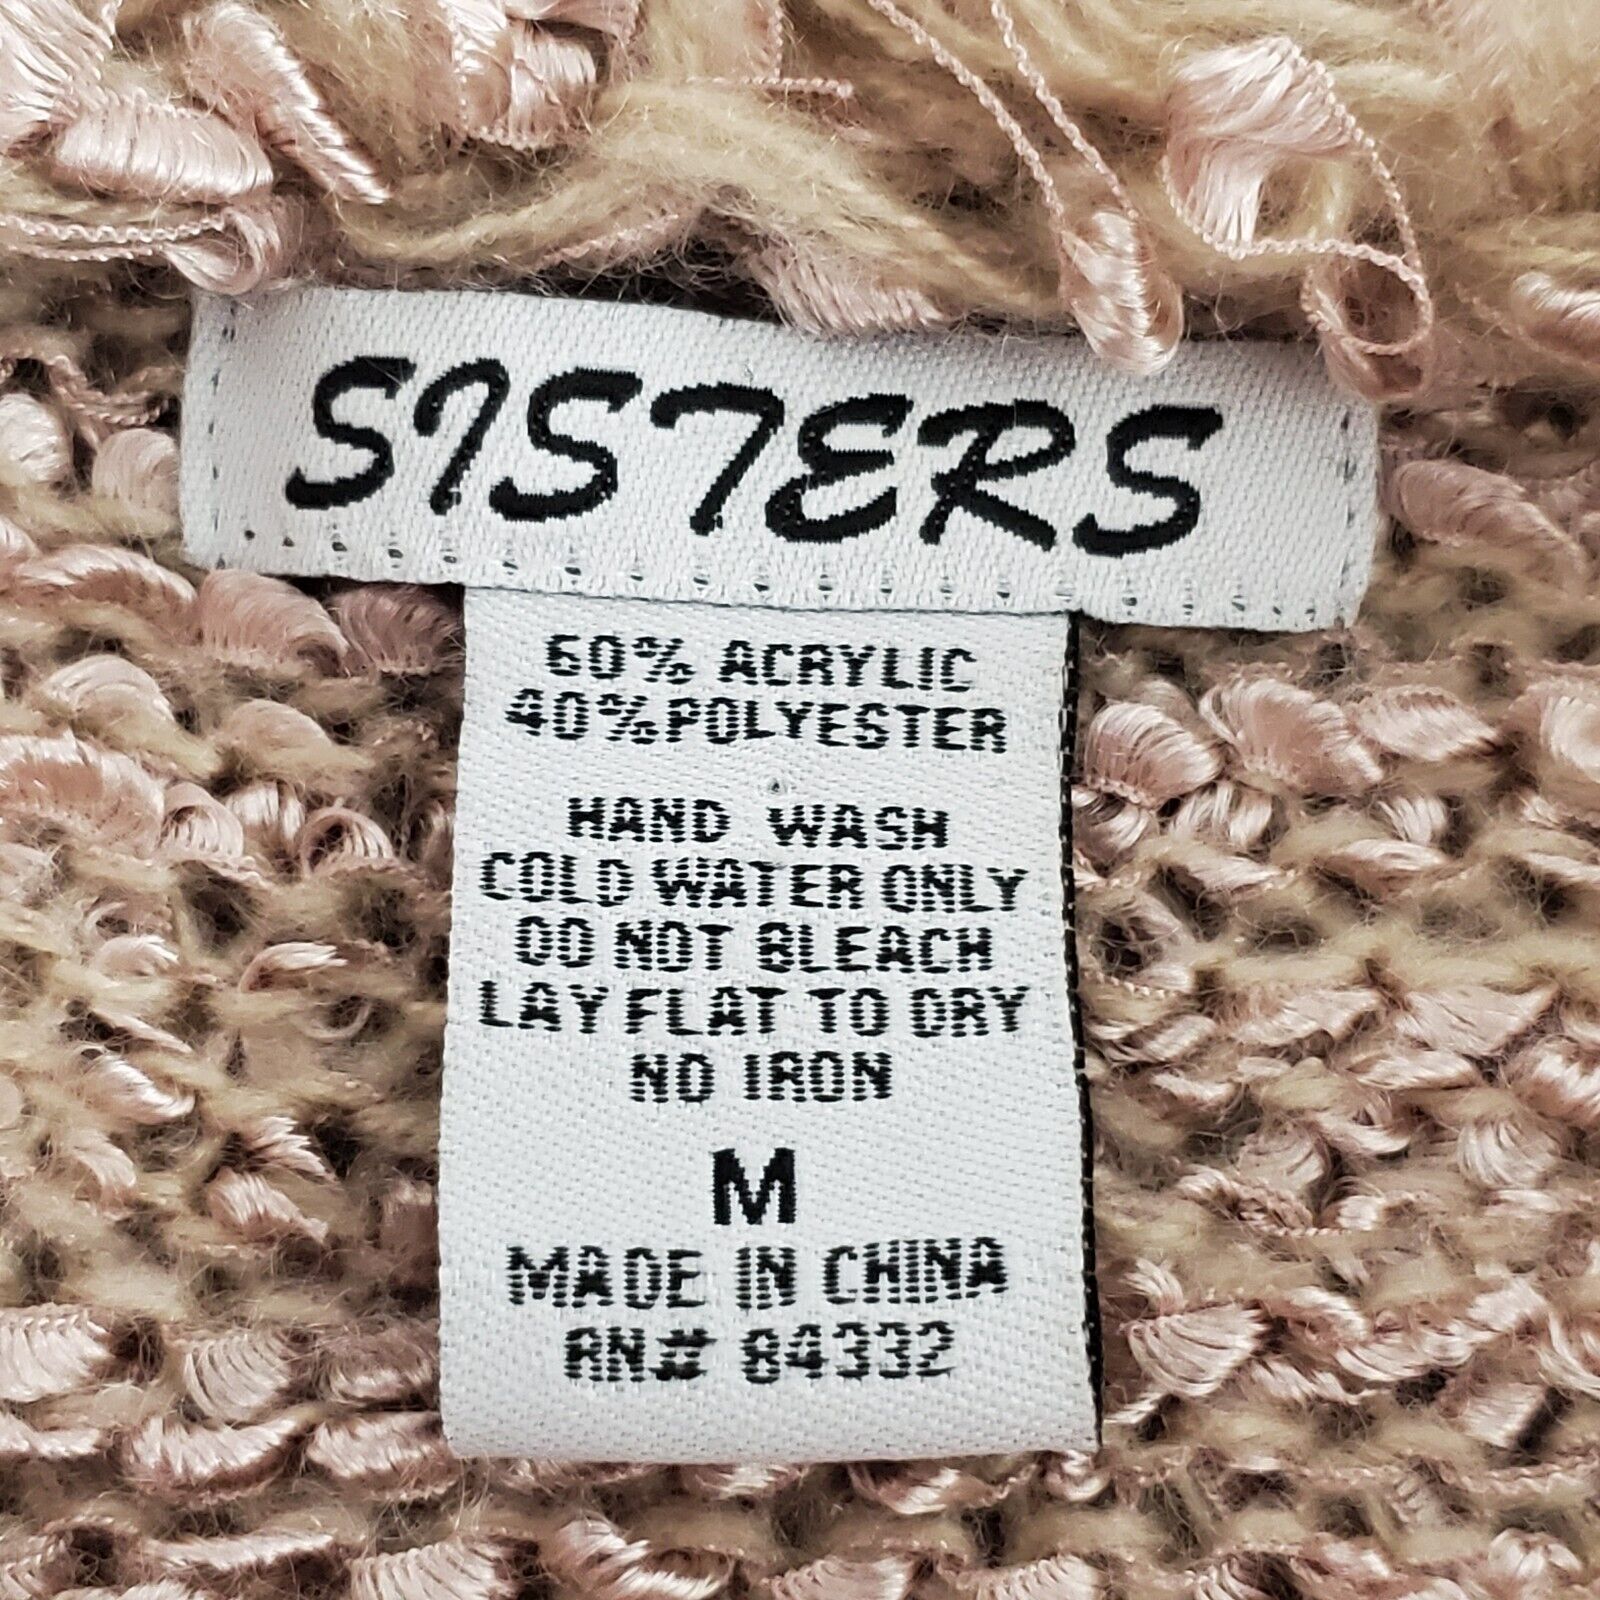 SISTERS
60% ACRYLIC
40% POLYESTER
HAND WASH
COLD WATER ONLY
DO NOT BLEACH
LAY FLAT TO DRY
NO IRON
M
MADE IN CHINA
RN# 84332